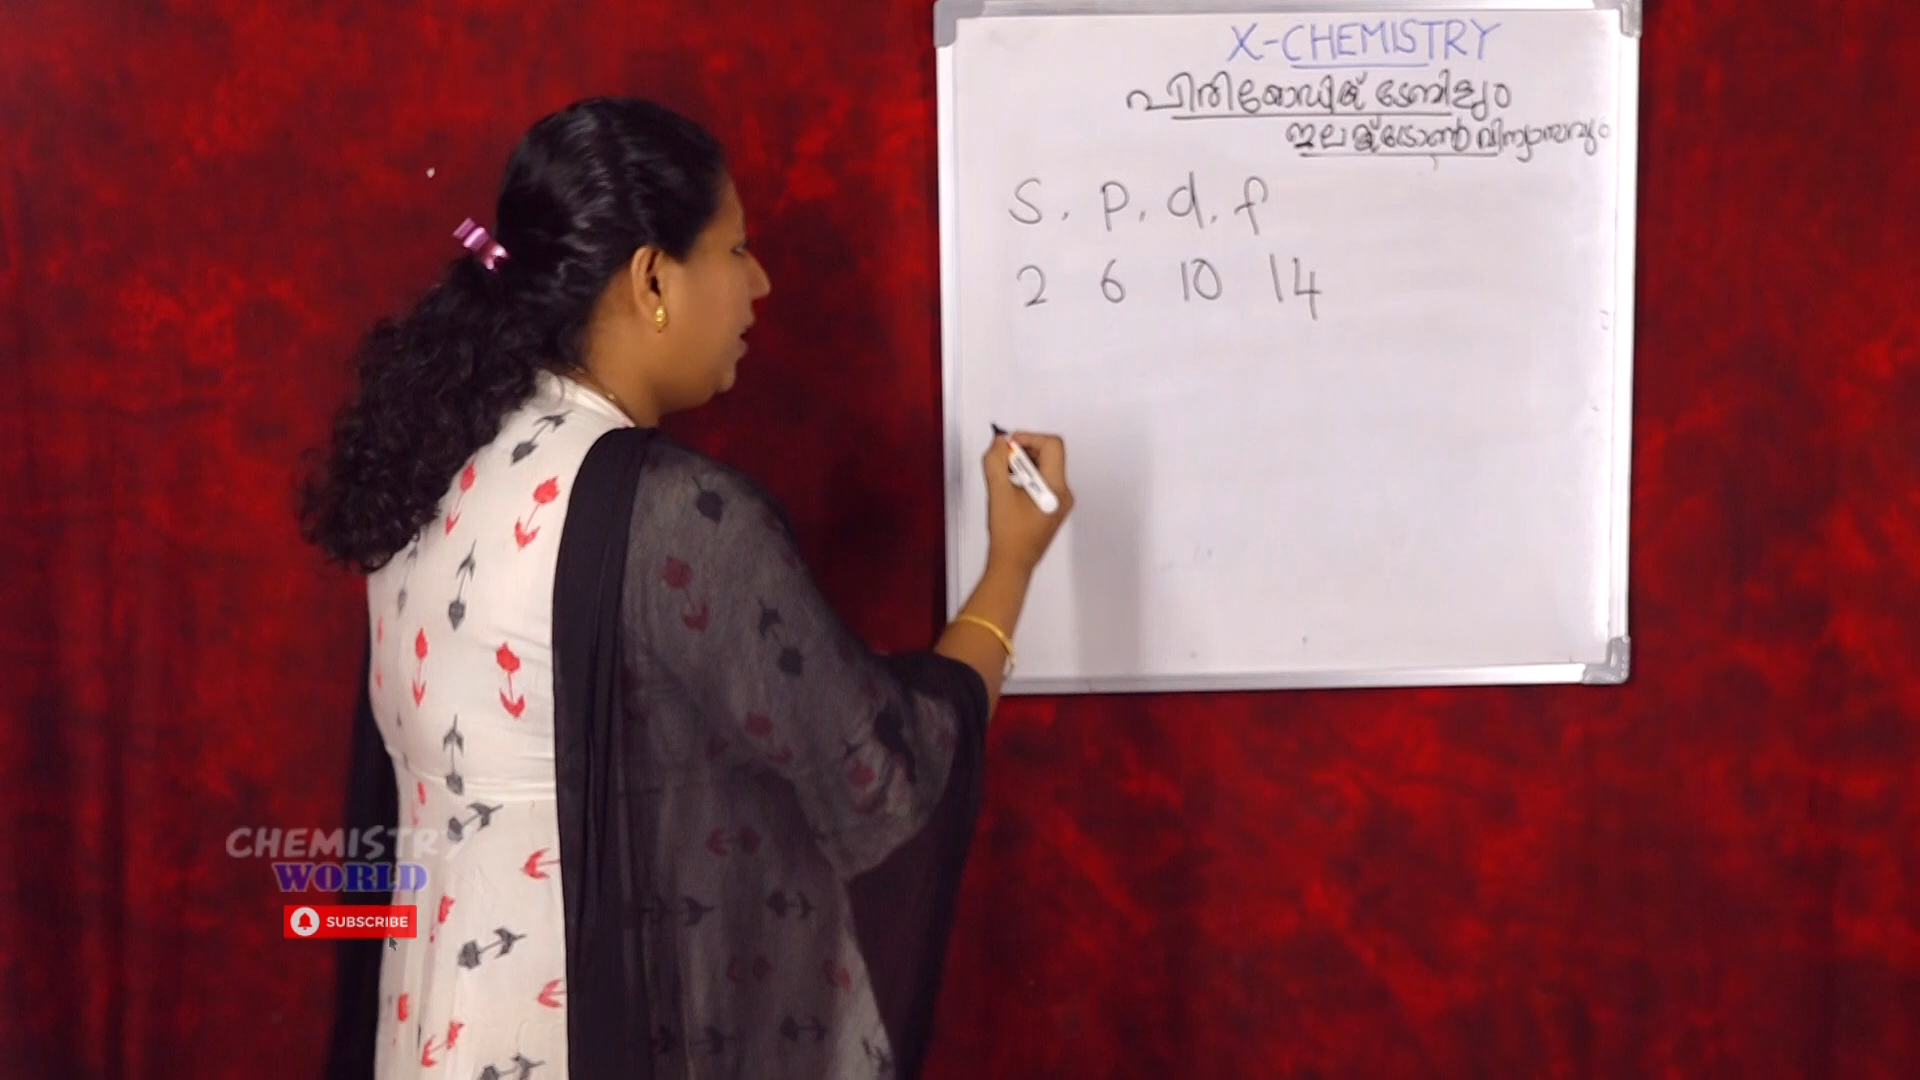 X-CHEMISTRY
പിരിയോഡിക് ടേബിളും
ഇലക്ട്രോൺ വിന്യാസവും
S . p . d . f
2 6 10 14
CHEMISTRY
WORLD
SUBSCRIBE